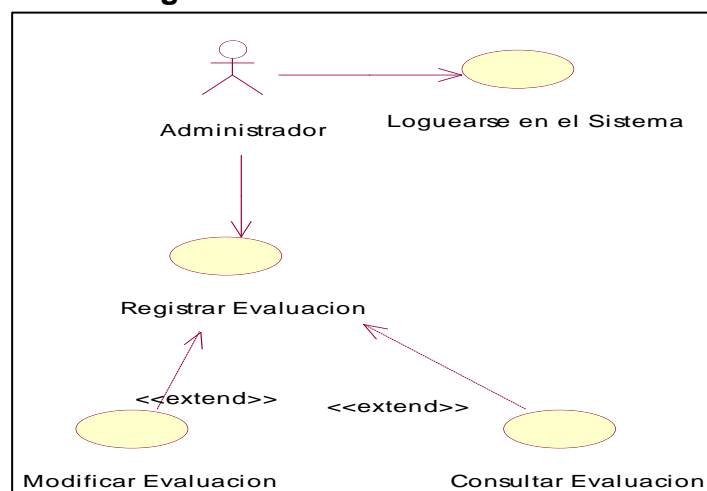 Administrador
Loguearse en el Sistema
Registrar Evaluacion
<<extend>>
<<extend>>
Modificar Evaluacion
Consultar Evaluacion